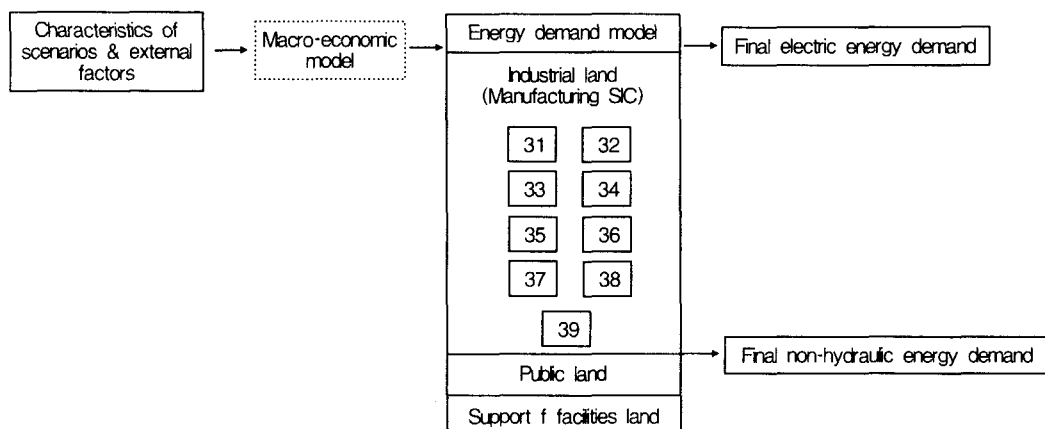 Characteristics of
scenarios & external
factors
Macro-economic
model
Energy demand model
Final electric energy demand
Industrial land
(Manufacturing SIC)
31 32
33 34
35 36
37 38
39
Final non-hydraulic energy demand
Public land
Support f facilities land